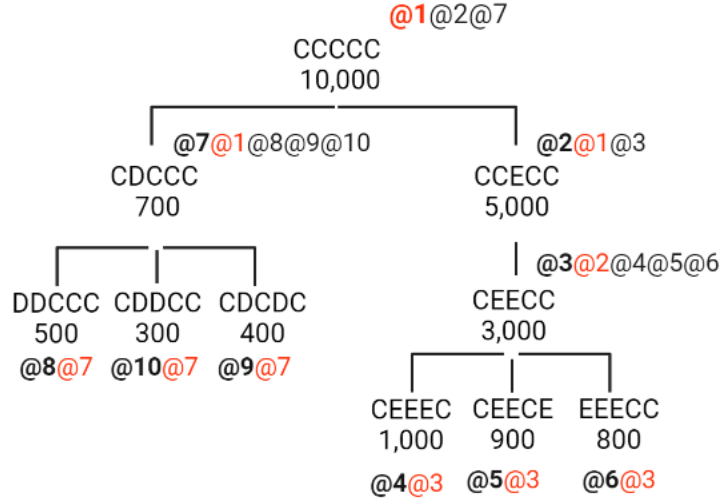 @1@2@7
CCCCC
10,000
@7@1@8@9@10
@2@1@3
CDCCC
700
CCECC
5,000
@3@2@4@5@6
DDCCC CDDCC CDCDC
500 300 400
@8@7 @10@7 @9@7
CEECC
3,000
CEEEC CEECE EEECC
1,000 900 800
@4@3 @5@3 @6@3